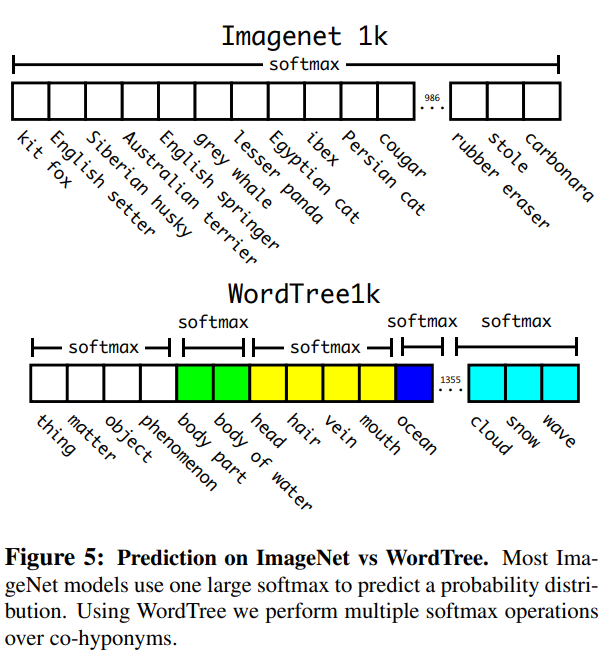 Imagenet 1k
softmax
986
...
kit fox
English setter
Siberian husky
Australian terrier
English springer
grey whale
lesser panda
Egyptian cat
ibex
Persian cat
cougar
rubber eraser
stole
carbonara
WordTree1k
softmax
softmax
softmax
softmax
softmax
1355
...
thing
matter
object
phenomenon
body part
body of water
head
hair
vein
mouth
ocean
cloud
snow
wave
Figure 5: Prediction on ImageNet vs WordTree. Most Im-
ageNet models use one large softmax to predict a probability distri-
bution. Using WordTree we perform multiple softmax operations
over co-hyponyms.